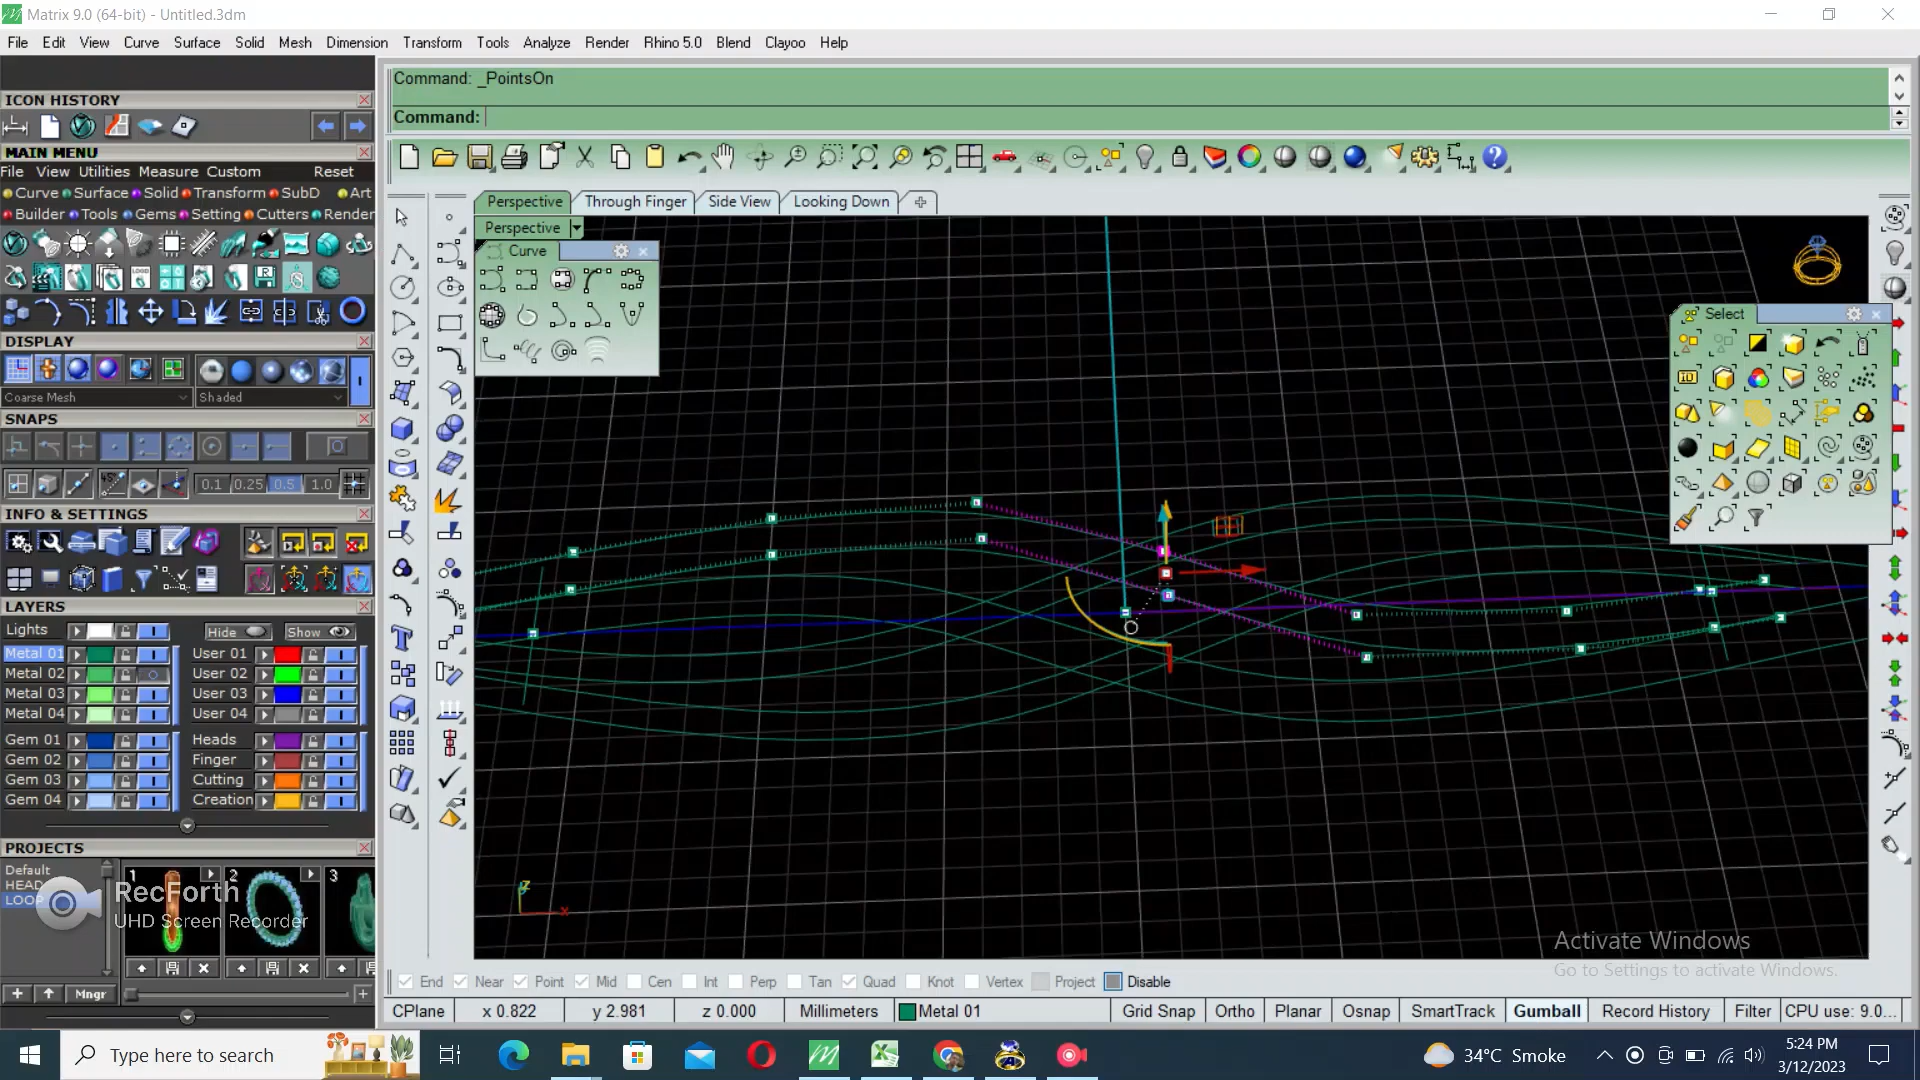 Matrix 9.0 (64-bit) - Untitled.3dm
File Edit View Curve Surface Solid Mesh Dimension Transform Tools Analyze Render Rhino 5.0 Blend Clayoo Help
Command: _PointsOn
Command:
ICON HISTORY
MAIN MENU
File View Utilities Measure Custom Reset
Curve Surface Solid Transform SubD Art
Builder Tools Gems Setting Cutters Render
Perspective Through Finger Side View Looking Down
Perspective
Curve
Select
DISPLAY
Coarse Mesh Shaded
SNAPS
0.1 0.25 0.5 1.0
INFO & SETTINGS
LAYERS
Lights Hide Show
Metal 01 User 01
Metal 02 User 02
Metal 03 User 03
Metal 04 User 04
Gem 01 Heads
Gem 02 Finger
Gem 03 Cutting
Gem 04 Creation
PROJECTS
Default
HEAD
LOOP
1 2 3
RecForth
UHD Screen Recorder
Mngr
z
x
Activate Windows
Go to Settings to activate Windows.
End Near Point Mid Cen Int Perp Tan Quad Knot Vertex Project Disable
CPlane x 0.822 y 2.981 z 0.000 Millimeters Metal 01 Grid Snap Ortho Planar Osnap SmartTrack Gumball Record History Filter CPU use: 9.0...
Type here to search
34°C Smoke
5:24 PM
3/12/2023